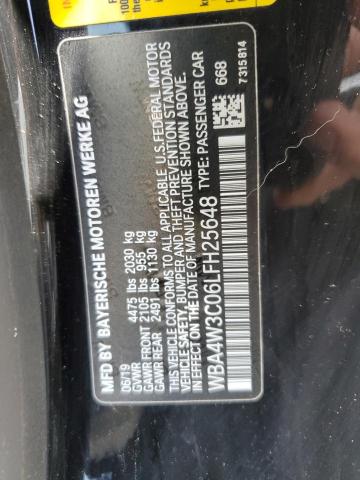 MFD BY BAYERISCHE MOTOREN WERKE AG
06/19
GVWR 4475 lbs 2030 kg
GAWR FRONT 2105 lbs 955 kg
GAWR REAR 2491 lbs 1130 kg
THIS VEHICLE CONFORMS TO ALL APPLICABLE U.S. FEDERAL MOTOR
VEHICLE SAFETY, BUMPER, AND THEFT PREVENTION STANDARDS
IN EFFECT ON THE DATE OF MANUFACTURE SHOWN ABOVE.
WBA4W3C06LFH25648 TYPE: PASSENGER CAR
668
7 315 814